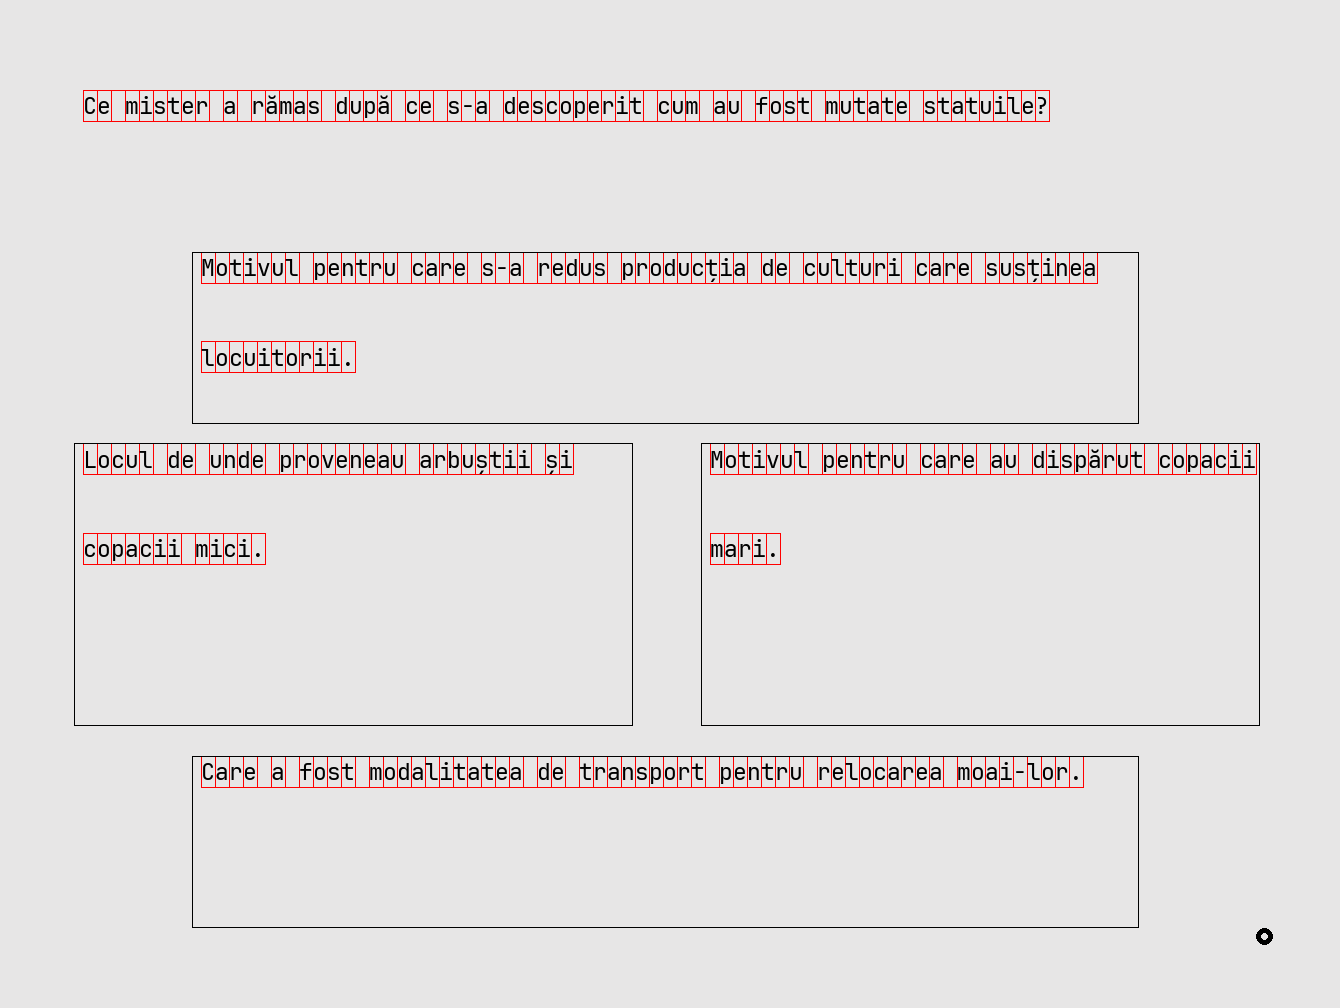 Ce mister a rămas după ce s-a descoperit cum au fost mutate statuile?
Motivul pentru care s-a redus producția de culturi care susținea
locuitorii.
Locul de unde proveneau arbuștii și
copacii mici.
Motivul pentru care au dispărut copacii
mari.
Care a fost modalitatea de transport pentru relocarea moai-lor.